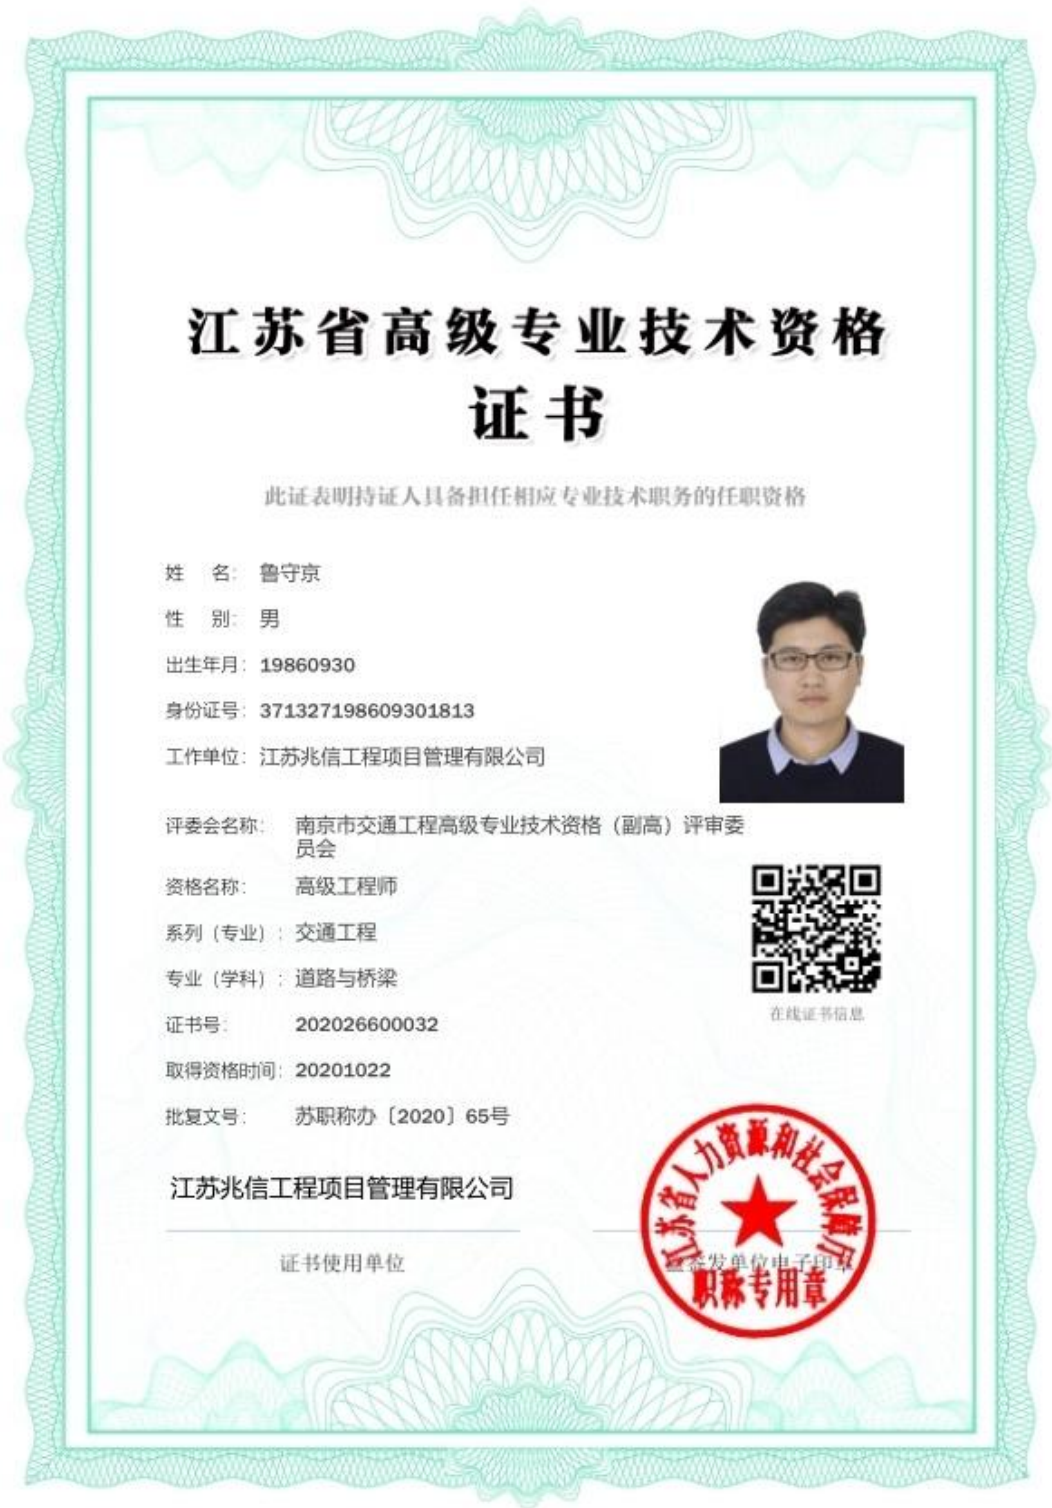 江苏省高级专业技术资格
证书
此证表明持证人具备担任相应专业技术职务的任职资格
姓 名: 鲁守京
性 别: 男
出生年月: 19860930
身份证号: 371327198609301813
工作单位: 江苏兆信工程项目管理有限公司
评委会名称: 南京市交通工程高级专业技术资格（副高）评审委
员会
资格名称: 高级工程师
系列（专业）: 交通工程
专业（学科）: 道路与桥梁
证书号: 202026600032
取得资格时间: 20201022
批复文号: 苏职称办〔2020〕65号
在线证书信息
江苏兆信工程项目管理有限公司
证书使用单位
签发单位电子印章
江苏省人力资源和社会保障厅
职称专用章